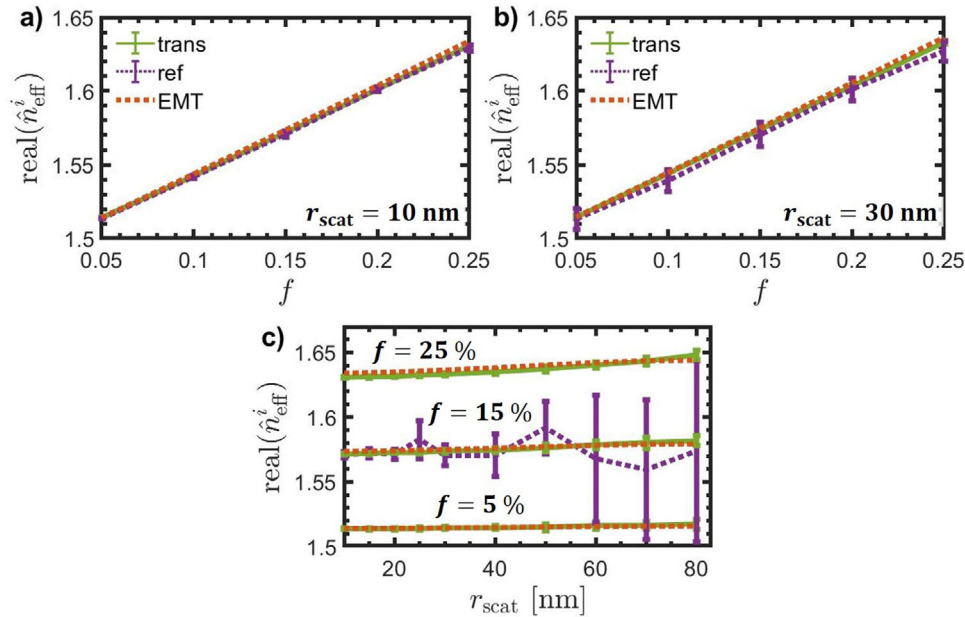 a)
1.65
1.6
1.55
1.5
real(n̂ⁱ_eff)
trans
ref
EMT
r_scat = 10 nm
0.05 0.1 0.15 0.2 0.25
f
b)
1.65
1.6
1.55
1.5
real(n̂ⁱ_eff)
trans
ref
EMT
r_scat = 30 nm
0.05 0.1 0.15 0.2 0.25
f
c)
1.65
1.6
1.55
1.5
real(n̂ⁱ_eff)
f = 25 %
f = 15 %
f = 5 %
20 40 60 80
r_scat [nm]